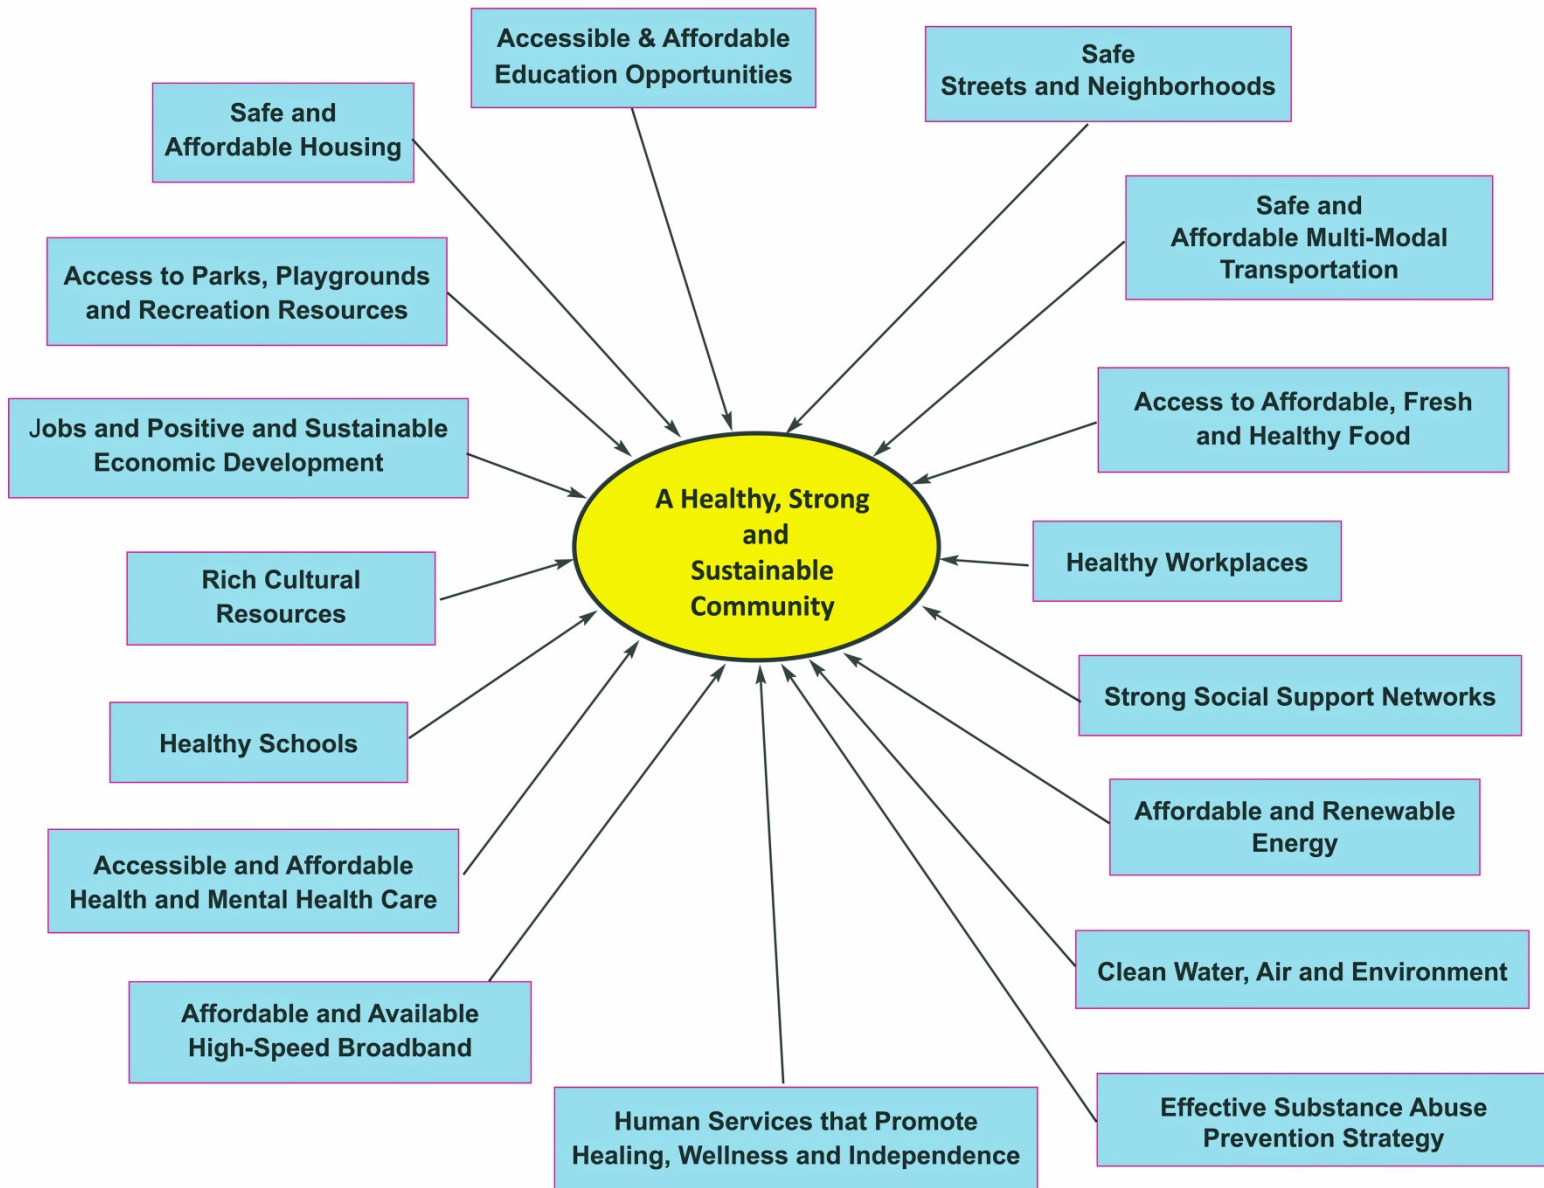 Accessible & Affordable
Education Opportunities
Safe
Streets and Neighborhoods
Safe and
Affordable Housing
Safe and
Affordable Multi-Modal
Transportation
Access to Parks, Playgrounds
and Recreation Resources
Access to Affordable, Fresh
and Healthy Food
Jobs and Positive and Sustainable
Economic Development
A Healthy, Strong
and
Sustainable
Community
Healthy Workplaces
Rich Cultural
Resources
Strong Social Support Networks
Healthy Schools
Affordable and Renewable
Energy
Accessible and Affordable
Health and Mental Health Care
Clean Water, Air and Environment
Affordable and Available
High-Speed Broadband
Effective Substance Abuse
Prevention Strategy
Human Services that Promote
Healing, Wellness and Independence